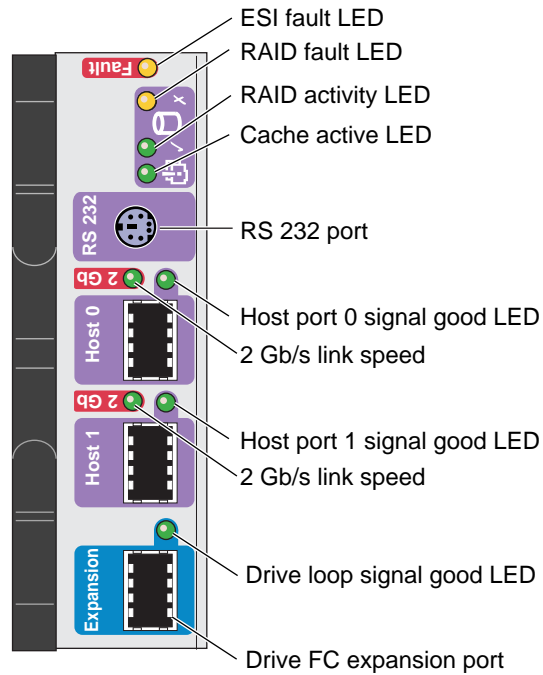 ESI fault LED
Fault
RAID fault LED
RAID activity LED
Cache active LED
RS 232
RS 232 port
2 Gb
Host port 0 signal good LED
Host 0
2 Gb/s link speed
2 Gb
Host port 1 signal good LED
Host 1
2 Gb/s link speed
Expansion
Drive loop signal good LED
Drive FC expansion port